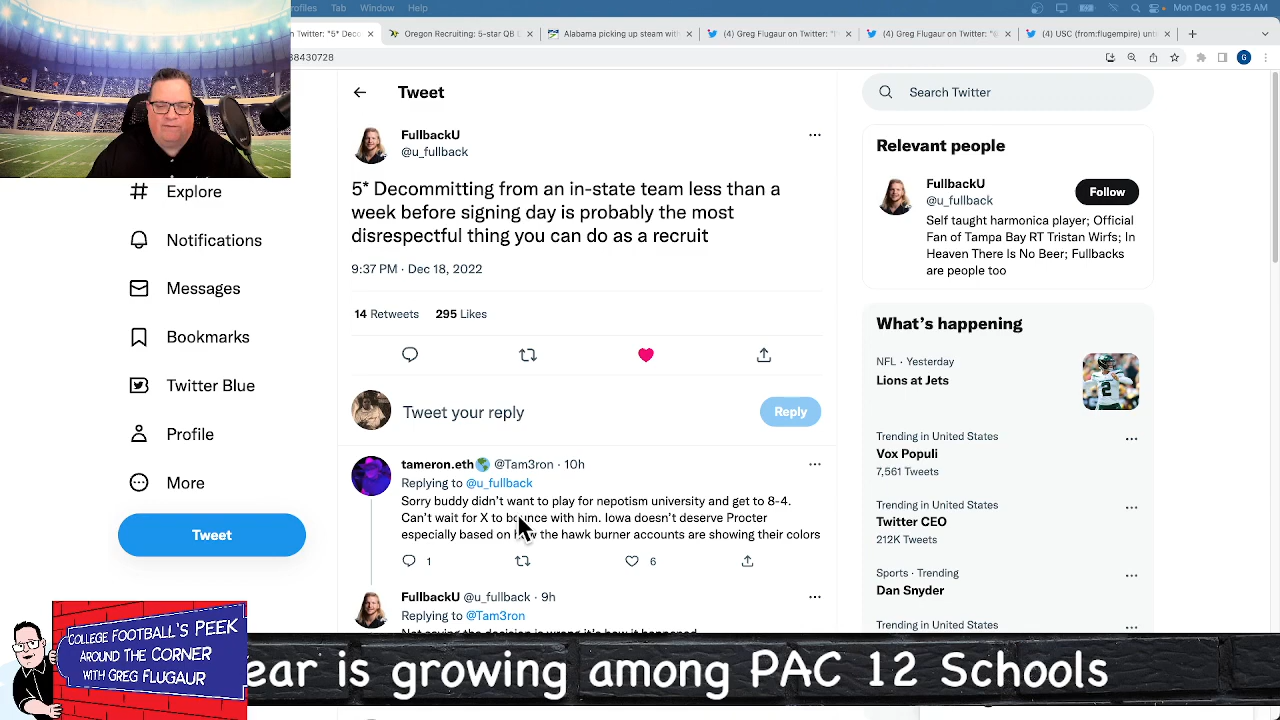 rofiles Tab Window Help
Mon Dec 19 9:25 AM
n Twitter: "5* Deco
Oregon Recruiting: 5-star QB
Alabama picking up steam with
(4) Greg Flugaur on Twitter:
(4) Greg Flugaur on Twitter:
(4) USC (from:flugempire) unt
38430728
G
Tweet
Search Twitter
FullbackU
@u_fullback
5* Decommitting from an in-state team less than a
week before signing day is probably the most
disrespectful thing you can do as a recruit
9:37 PM · Dec 18, 2022
14 Retweets 295 Likes
Tweet your reply
Reply
tameron.eth @Tam3ron · 10h
Replying to @u_fullback
Sorry buddy didn't want to play for nepotism university and get to 8-4.
Can't wait for X to bounce with him. Iowa doesn't deserve Procter
especially based on how the hawk burner accounts are showing their colors
1
6
FullbackU @u_fullback · 9h
Replying to @Tam3ron
Explore
Notifications
Messages
Bookmarks
Twitter Blue
Profile
More
Tweet
Relevant people
FullbackU
@u_fullback
Follow
Self taught harmonica player; Official
Fan of Tampa Bay RT Tristan Wirfs; In
Heaven There Is No Beer; Fullbacks
are people too
What's happening
NFL · Yesterday
Lions at Jets
Trending in United States
Vox Populi
7,561 Tweets
Trending in United States
Twitter CEO
212K Tweets
Sports · Trending
Dan Snyder
Trending in United States
COLLEGE FOOTBALL'S PEEK
AROUND THE CORNER
WITH GREG FLUGAUR
ear is growing among PAC 12 Schools